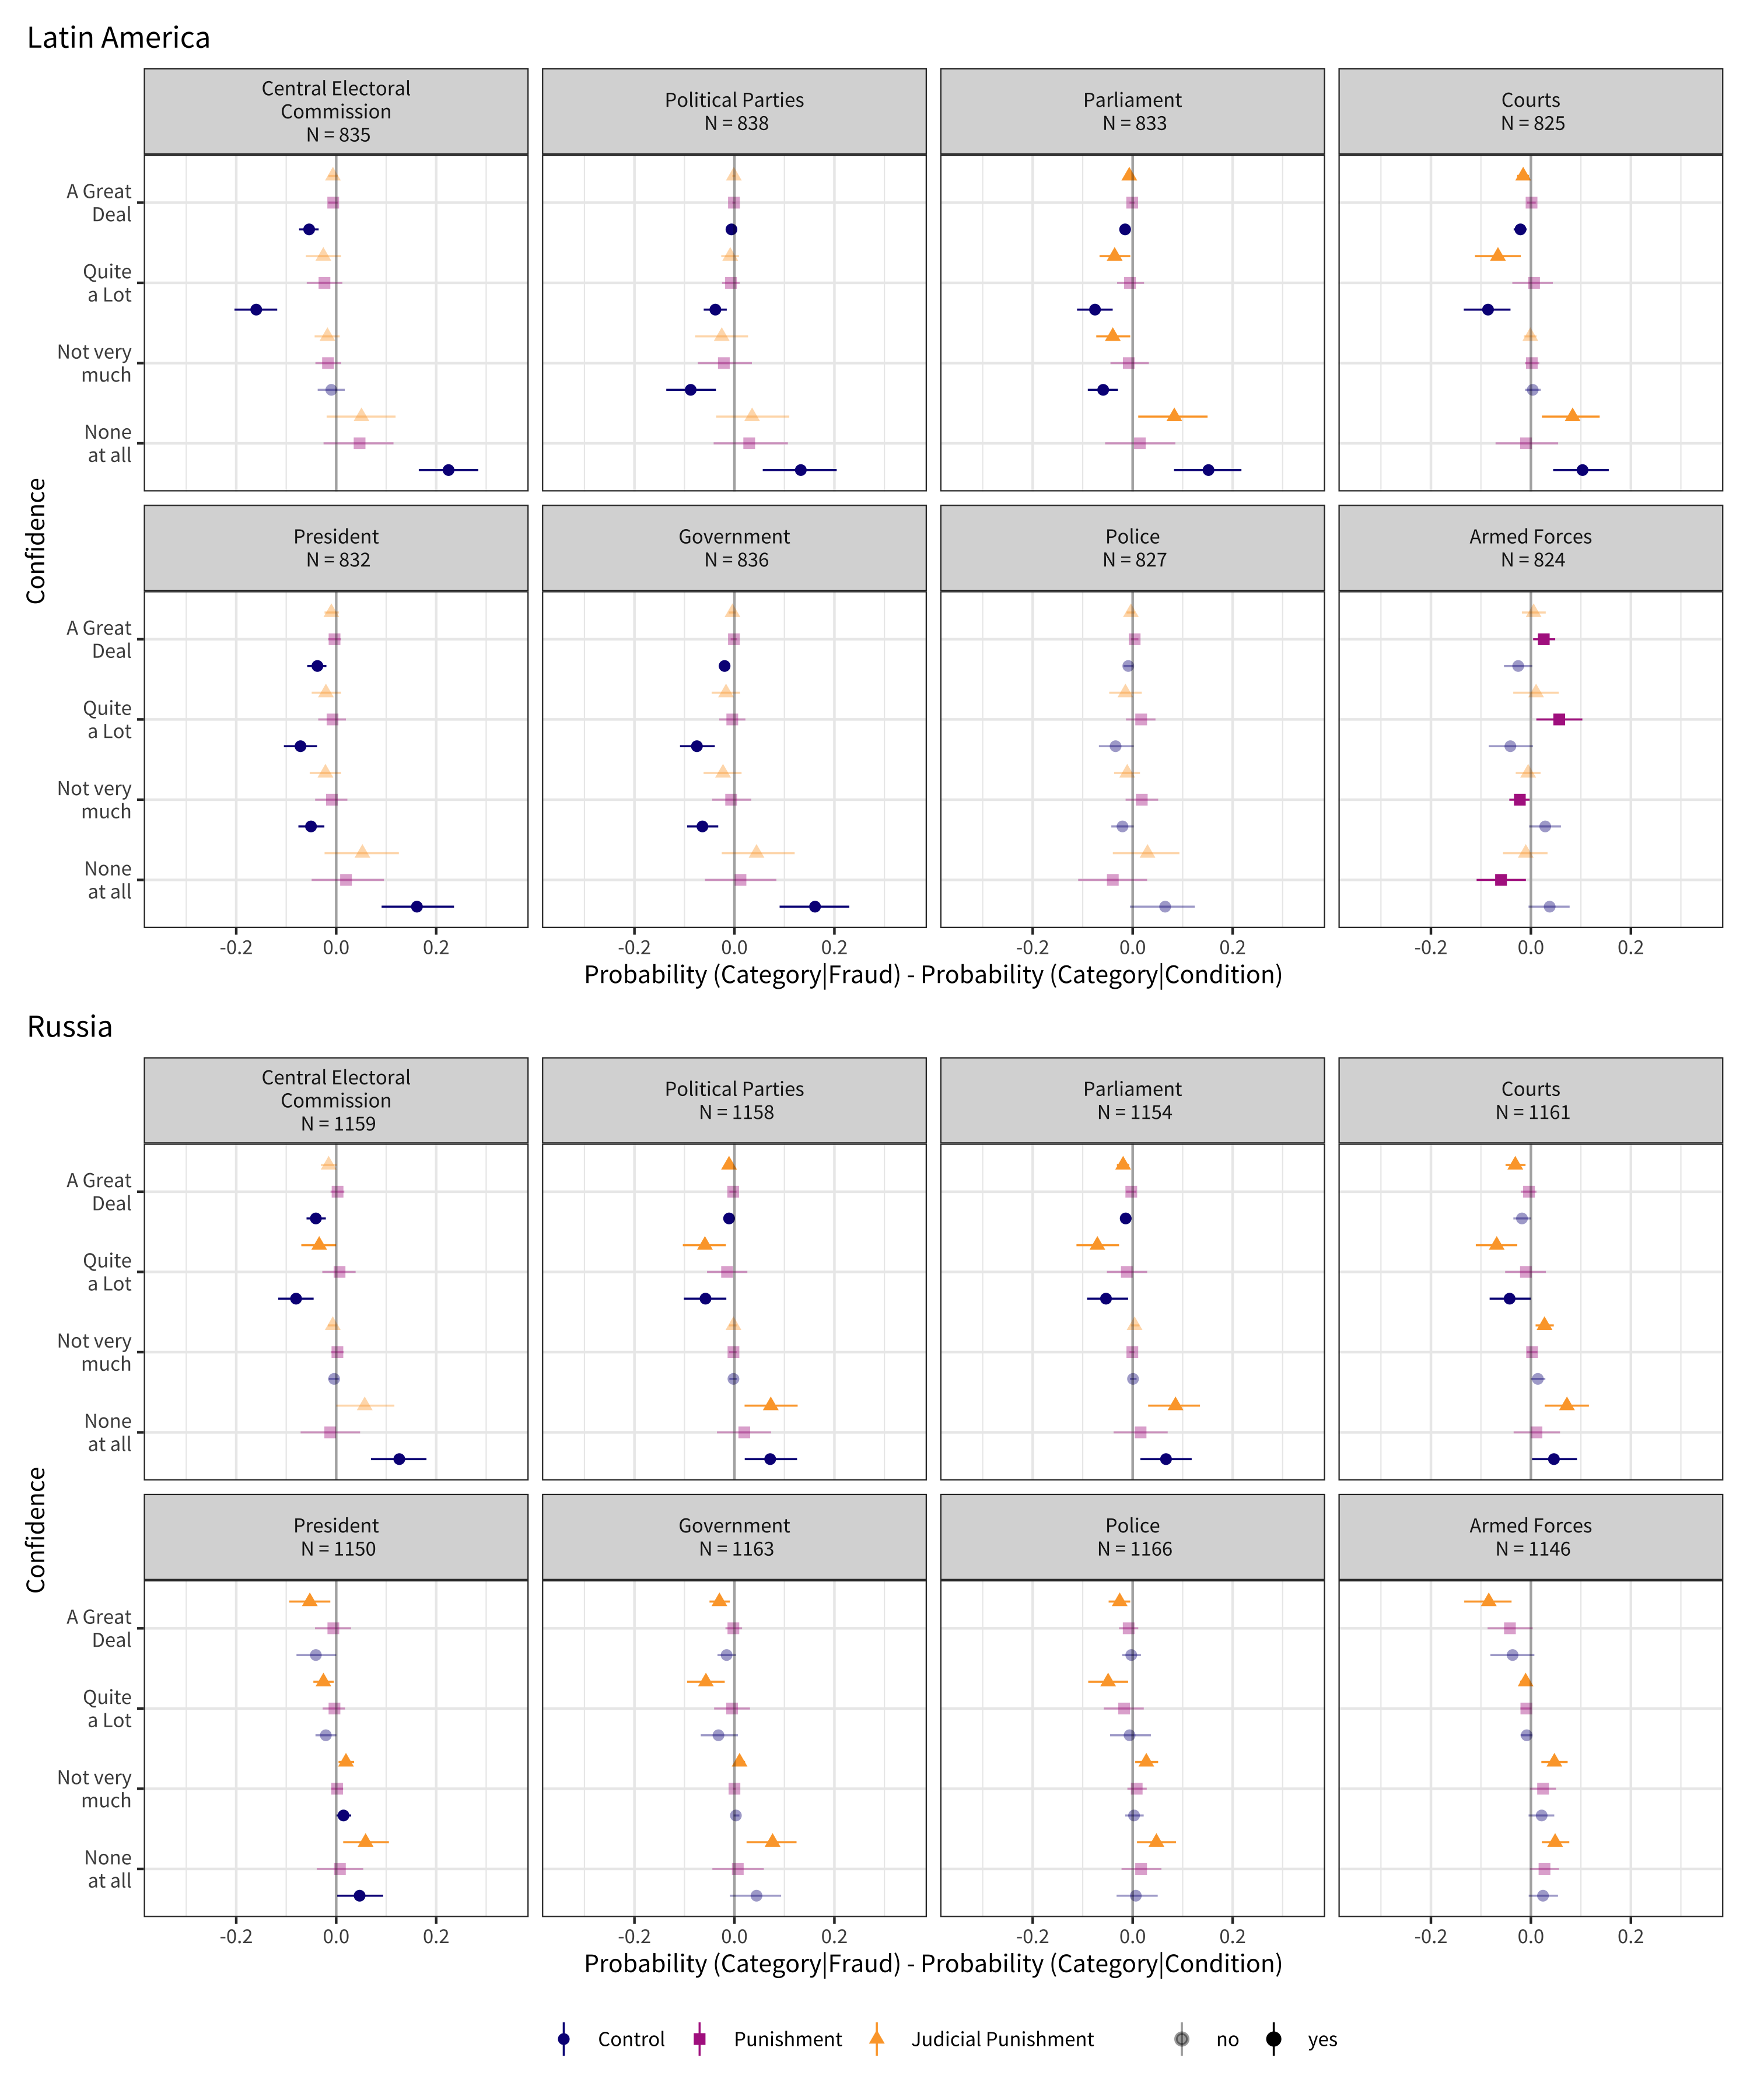 Latin America
Central Electoral
Commission
N = 835
Political Parties
N = 838
Parliament
N = 833
Courts
N = 825
A Great
Deal
Quite
a Lot
Not very
much
None
at all
Confidence
President
N = 832
Government
N = 836
Police
N = 827
Armed Forces
N = 824
A Great
Deal
Quite
a Lot
Not very
much
None
at all
-0.2 0.0 0.2 -0.2 0.0 0.2 -0.2 0.0 0.2 -0.2 0.0 0.2
Probability (Category|Fraud) - Probability (Category|Condition)
Russia
Central Electoral
Commission
N = 1159
Political Parties
N = 1158
Parliament
N = 1154
Courts
N = 1161
A Great
Deal
Quite
a Lot
Not very
much
None
at all
Confidence
President
N = 1150
Government
N = 1163
Police
N = 1166
Armed Forces
N = 1146
A Great
Deal
Quite
a Lot
Not very
much
None
at all
-0.2 0.0 0.2 -0.2 0.0 0.2 -0.2 0.0 0.2 -0.2 0.0 0.2
Probability (Category|Fraud) - Probability (Category|Condition)
Control Punishment Judicial Punishment no yes